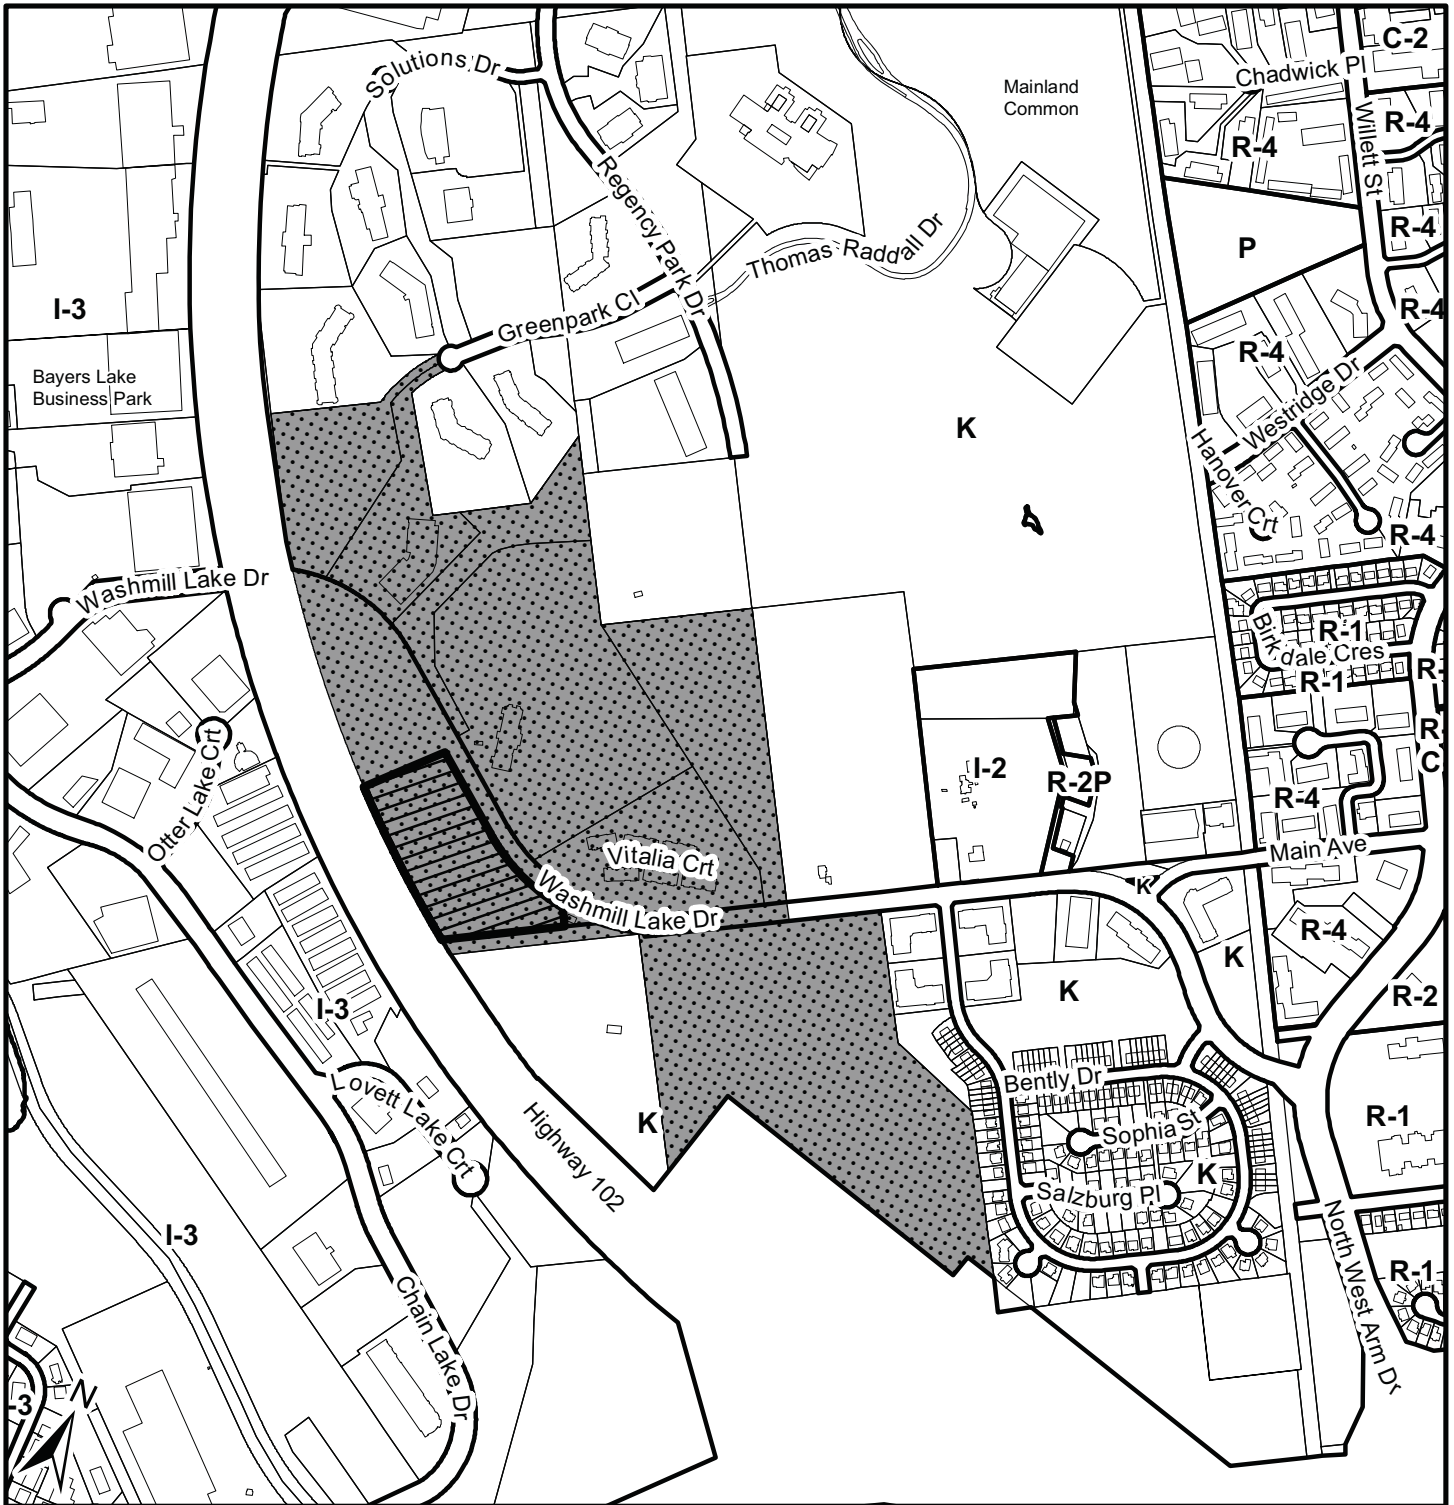 C-2
Solutions Dr
Chadwick Pl
Mainland
Common
R-4
Willett St
R-4
Regency Park Dr
R-4
P
Thomas Raddall Dr
I-3
Greenpark Cl
R-4
R-4
Bayers Lake
Business Park
Westridge Dr
K
Hanover Crt
R-4
Washmill Lake Dr
Birkdale Cres
R-1
R-1
I-2
R-2P
Otter Lake Crt
R-4
Main Ave
Vitalia Crt
K
Washmill Lake Dr
R-4
K
K
R-2
I-3
Bently Dr
Lovett Lake Crt
Highway 102
K
Sophia St
R-1
K
Salzburg Pl
I-3
North West Arm Dr
R-1
Chain Lake Dr
-3
N